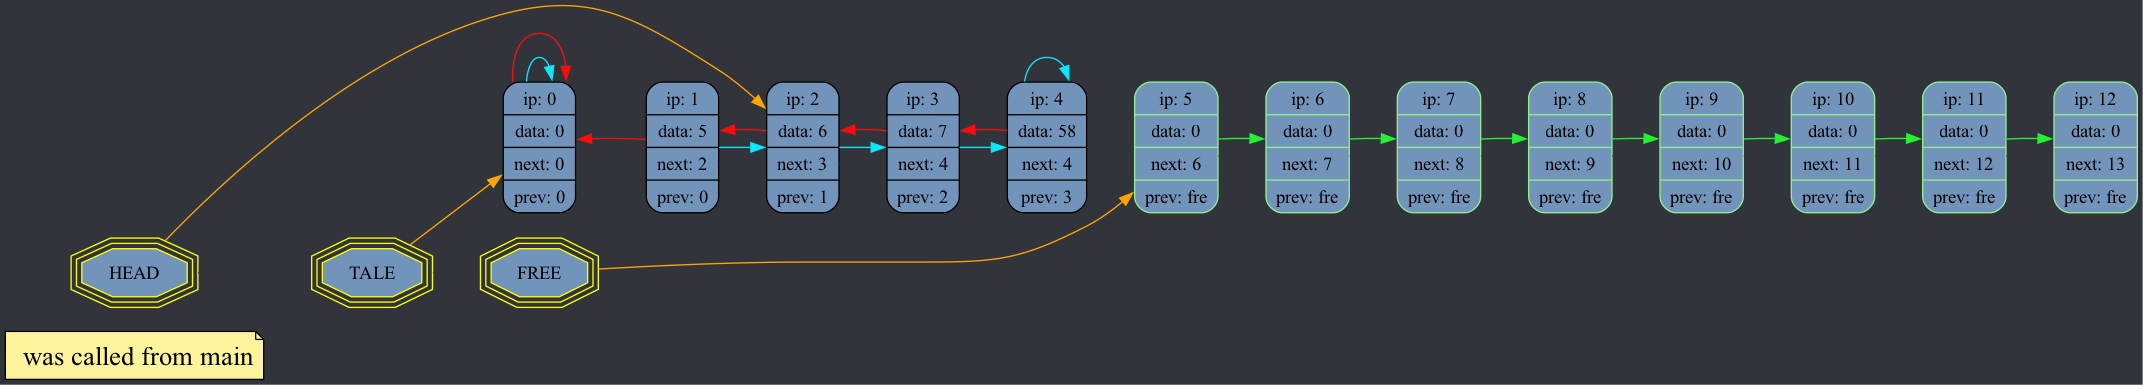 ip: 0
data: 0
next: 0
prev: 0
ip: 1
data: 5
next: 2
prev: 0
ip: 2
data: 6
next: 3
prev: 1
ip: 3
data: 7
next: 4
prev: 2
ip: 4
data: 58
next: 4
prev: 3
ip: 5
data: 0
next: 6
prev: fre
ip: 6
data: 0
next: 7
prev: fre
ip: 7
data: 0
next: 8
prev: fre
ip: 8
data: 0
next: 9
prev: fre
ip: 9
data: 0
next: 10
prev: fre
ip: 10
data: 0
next: 11
prev: fre
ip: 11
data: 0
next: 12
prev: fre
ip: 12
data: 0
next: 13
prev: fre
HEAD
TALE
FREE
was called from main